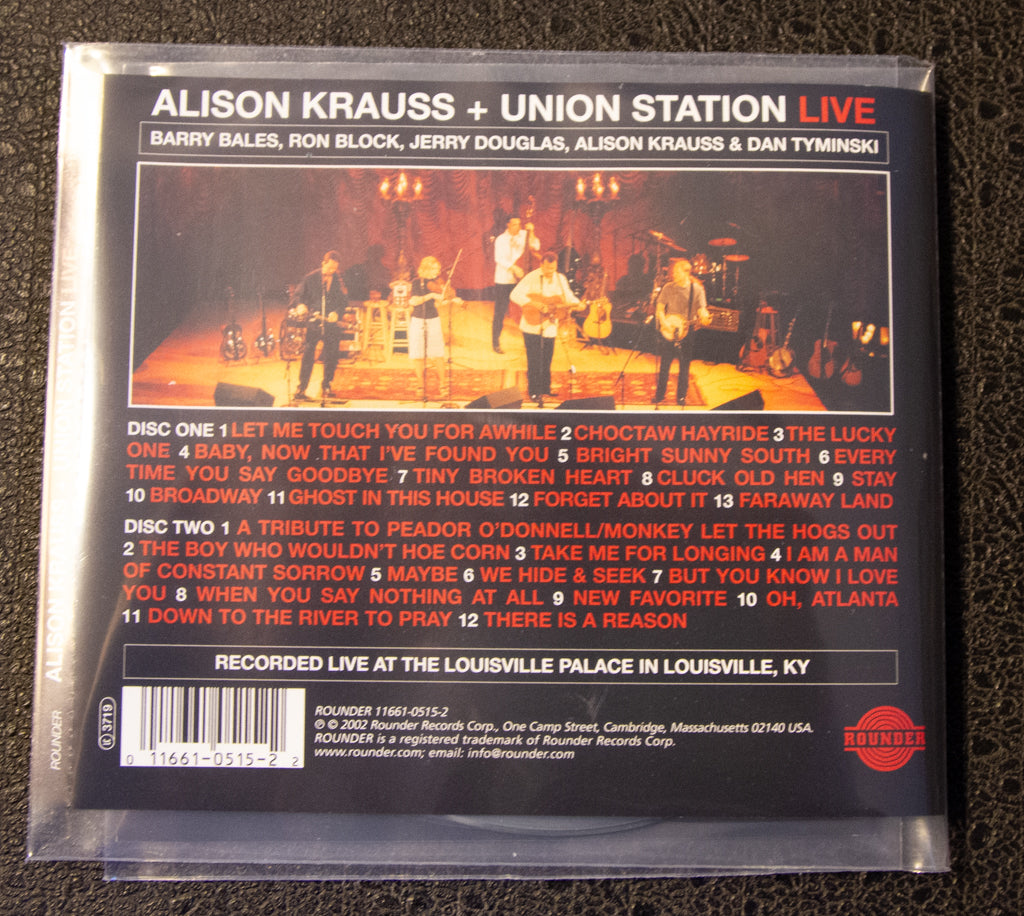 ALISON KRAUSS + UNION STATION LIVE
BARRY BALES, RON BLOCK, JERRY DOUGLAS, ALISON KRAUSS & DAN TYMINSKI
DISC ONE 1 LET ME TOUCH YOU FOR AWHILE 2 CHOCTAW HAYRIDE 3 THE LUCKY
ONE 4 BABY, NOW THAT I'VE FOUND YOU 5 BRIGHT SUNNY SOUTH 6 EVERY
TIME YOU SAY GOODBYE 7 TINY BROKEN HEART 8 CLUCK OLD HEN 9 STAY
10 BROADWAY 11 GHOST IN THIS HOUSE 12 FORGET ABOUT IT 13 FARAWAY LAND
DISC TWO 1 A TRIBUTE TO PEADOR O'DONNELL/MONKEY LET THE HOGS OUT
2 THE BOY WHO WOULDN'T HOE CORN 3 TAKE ME FOR LONGING 4 I AM A MAN
OF CONSTANT SORROW 5 MAYBE 6 WE HIDE & SEEK 7 BUT YOU KNOW I LOVE
YOU 8 WHEN YOU SAY NOTHING AT ALL 9 NEW FAVORITE 10 OH, ATLANTA
11 DOWN TO THE RIVER TO PRAY 12 THERE IS A REASON
RECORDED LIVE AT THE LOUISVILLE PALACE IN LOUISVILLE, KY
3719
0 11661-0515-2 2
ROUNDER 11661-0515-2
℗ © 2002 Rounder Records Corp., One Camp Street, Cambridge, Massachusetts 02140 USA.
ROUNDER is a registered trademark of Rounder Records Corp.
www.rounder.com; email: info@rounder.com
ROUNDER
ROUNDER
ALISON STATION LIVE